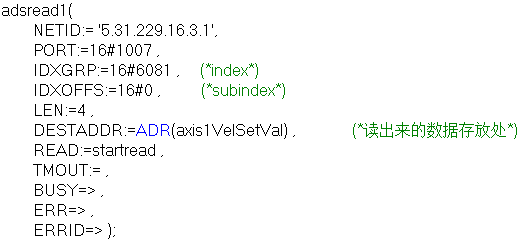 adsread1(
NETID:= '5.31.229.16.3.1',
PORT:=16#1007 ,
IDXGRP:=16#6081 , (*index*)
IDXOFFS:=16#0 , (*subindex*)
LEN:=4 ,
DESTADDR:=ADR(axis1VelSetVal) , (*读出来的数据存放处*)
READ:=startread ,
TMOUT:= ,
BUSY=> ,
ERR=> ,
ERRID=> );